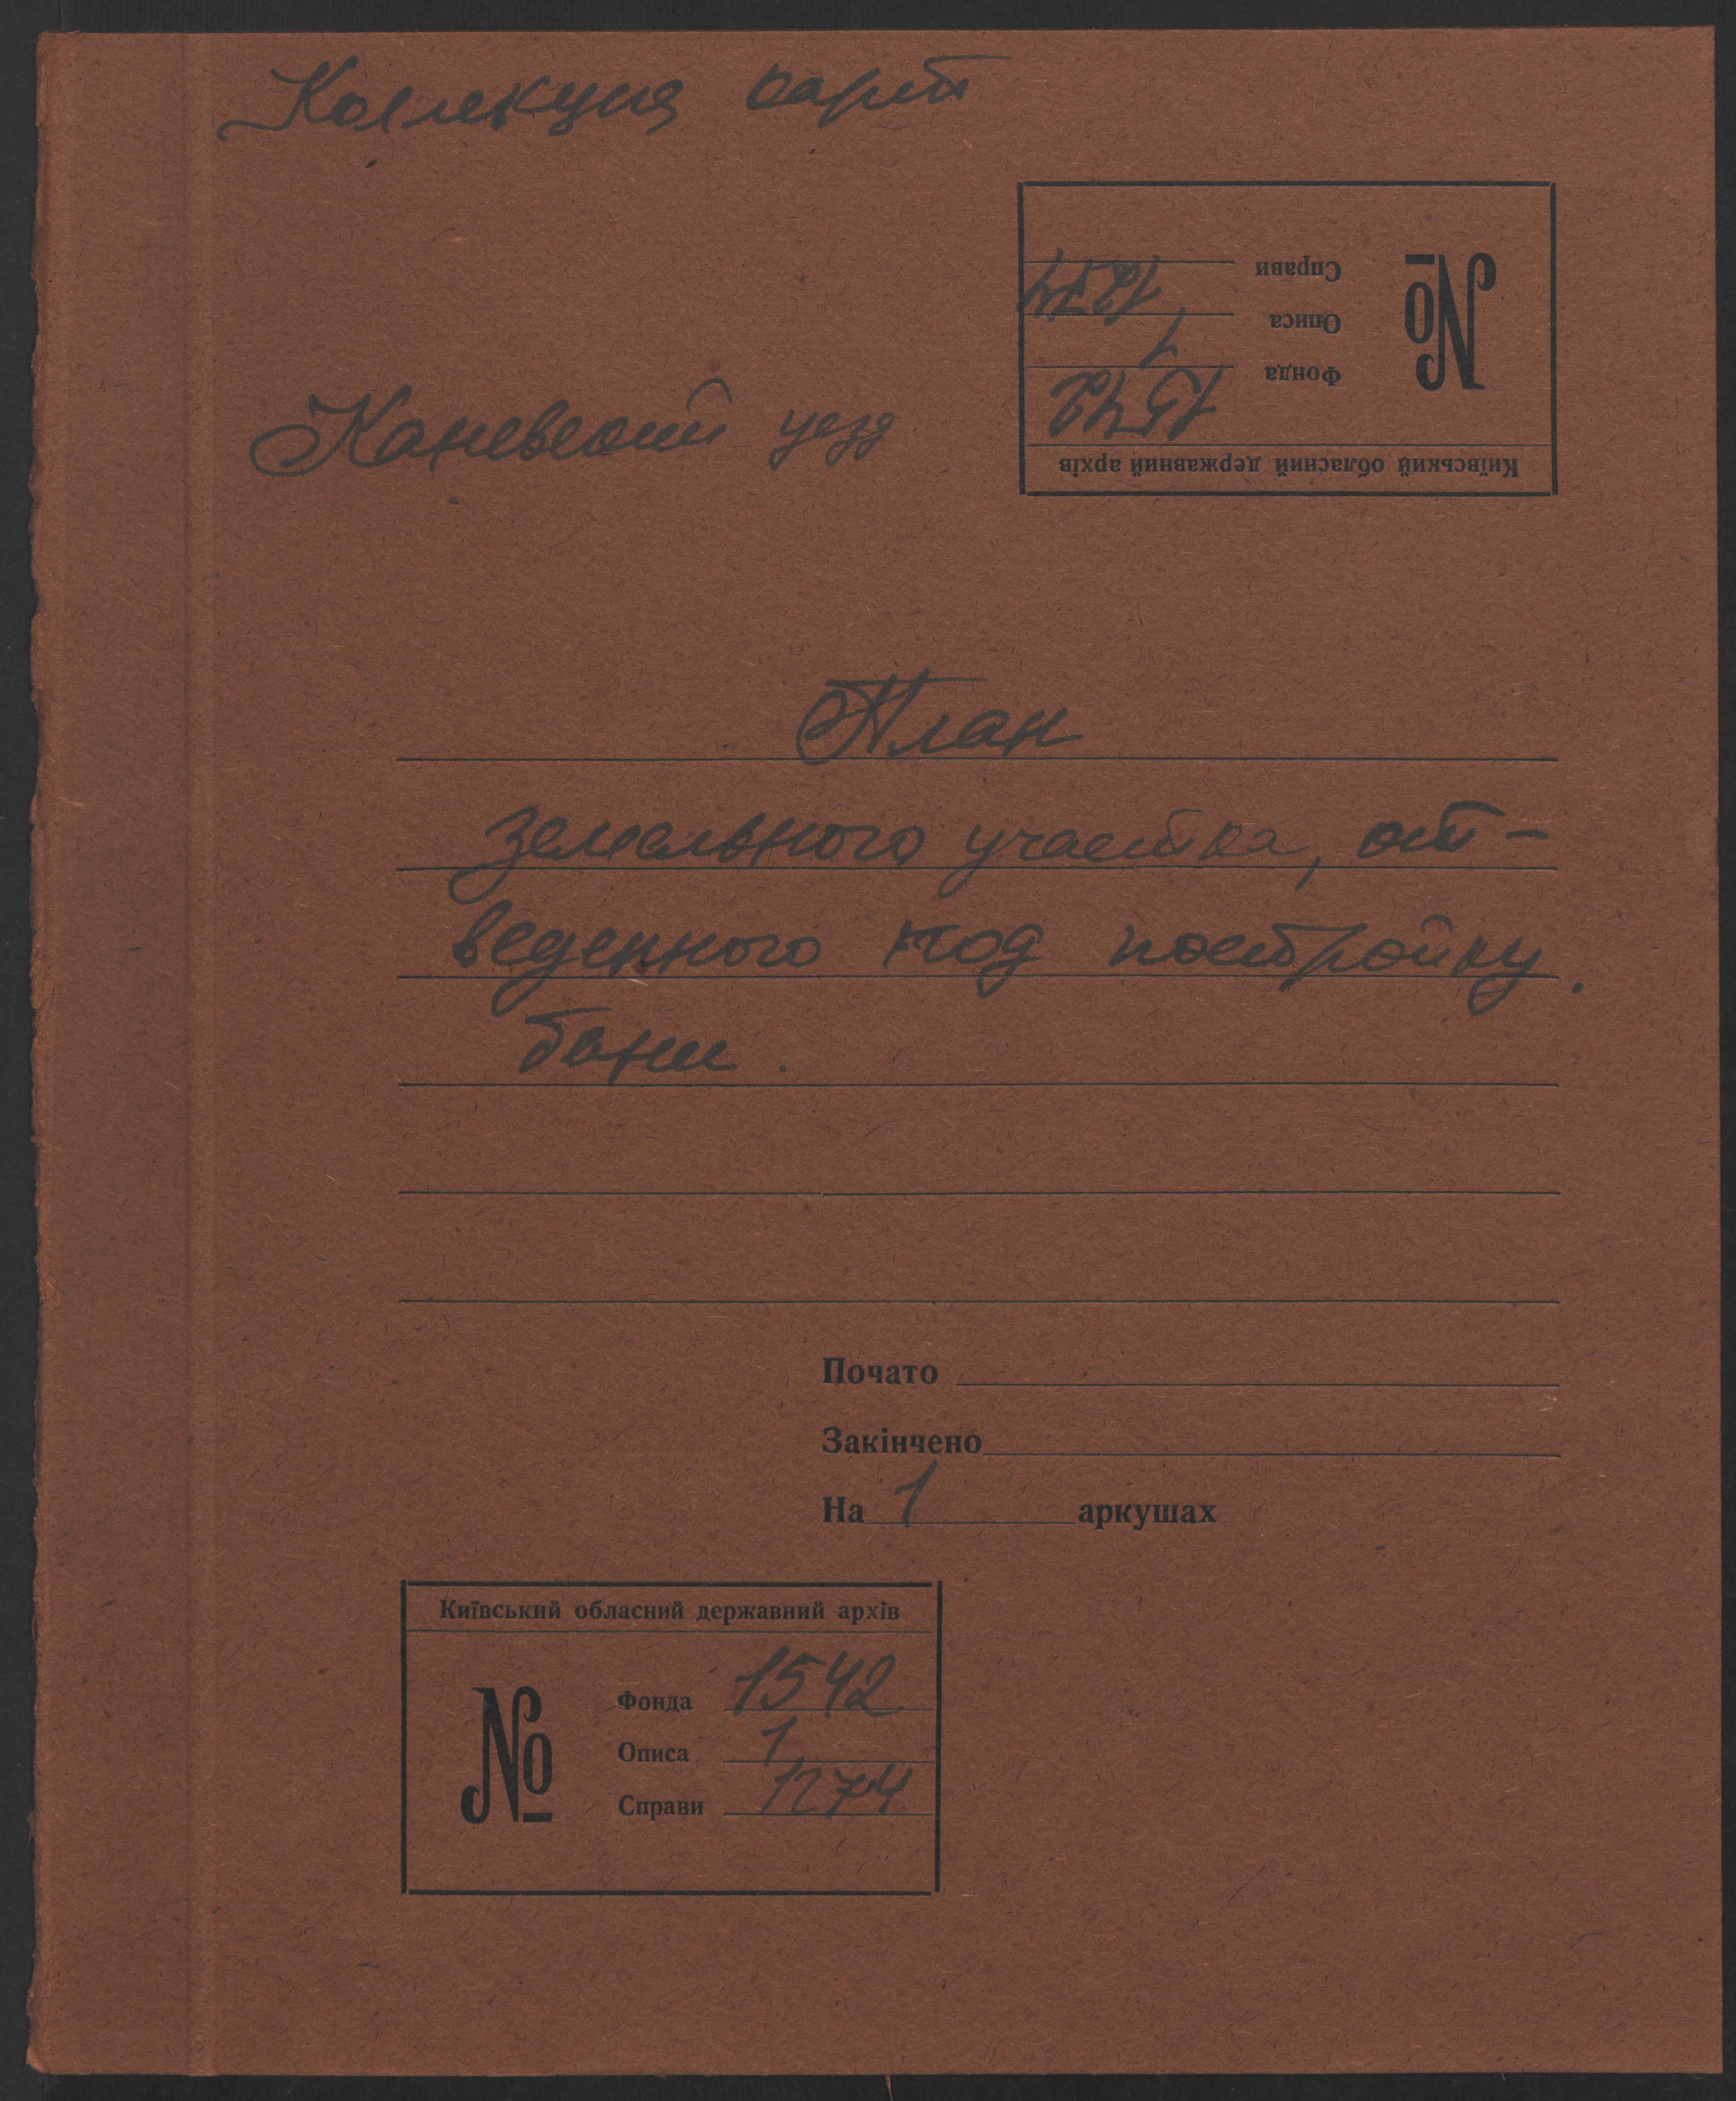 Коллекция карт
Київський обласний державний архів
№
Фонда 1542
Описа 1
Справи 1274
Каневский уезд
План
земельного участка, от-
веденного под постройку
бани.
Почато
Закінчено
На 1 аркушах
Київський обласний державний архів
№
Фонда 1542
Описа 1
Справи 1274